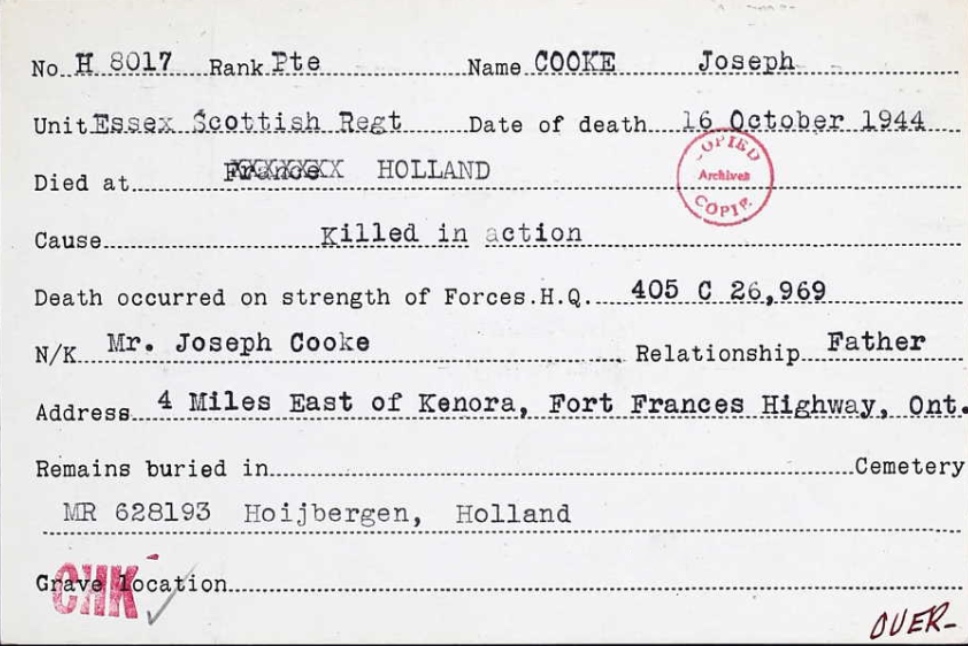 No. H 8017 Rank Pte Name COOKE Joseph
Unit Essex Scottish Regt Date of death 16 October 1944
Died at France XXXXXXX HOLLAND
COPIED
Archives
COPIE
Cause Killed in action
Death occurred on strength of Forces.H.Q. 405 C 26,969
N/K Mr. Joseph Cooke Relationship Father
Address 4 Miles East of Kenora, Fort Frances Highway, Ont.
Remains buried in Cemetery
MR 628193 Hoijbergen, Holland
Grave location
CHK
OVER-